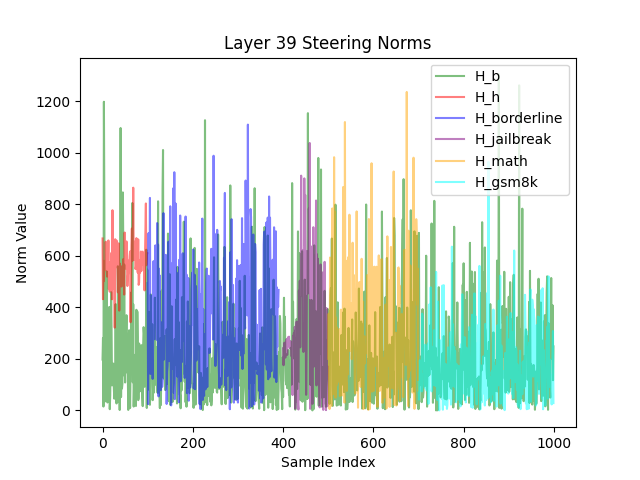 Layer 39 Steering Norms
H_b
H_h
H_borderline
H_jailbreak
H_math
H_gsm8k
Norm Value
1200
1000
800
600
400
200
0
0 200 400 600 800 1000
Sample Index